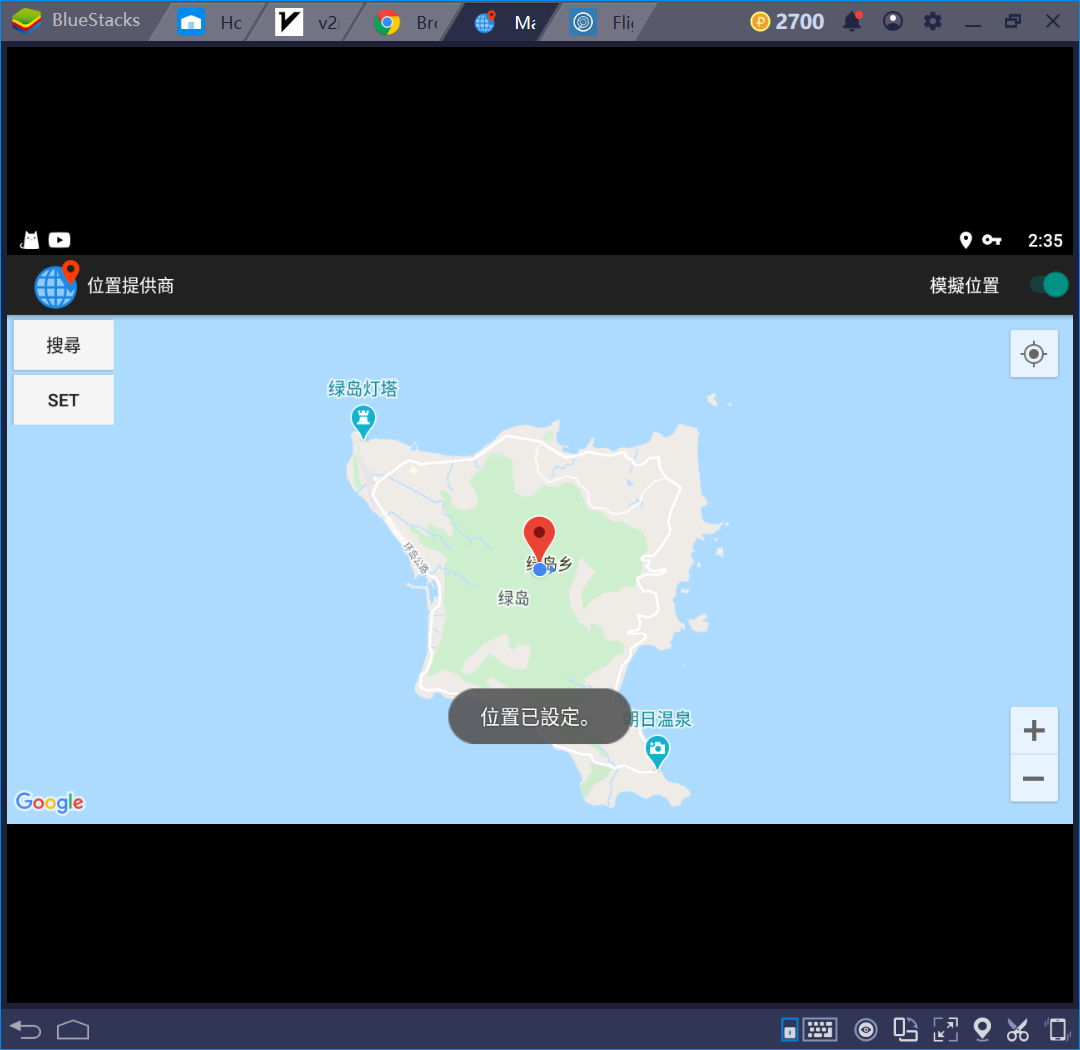 BlueStacks
Hc
v2
Bro
Ma
Flig
2700
2:35
位置提供商
模擬位置
搜尋
SET
绿岛灯塔
环岛公路
绿岛乡
绿岛
位置已設定。
朝日温泉
Google